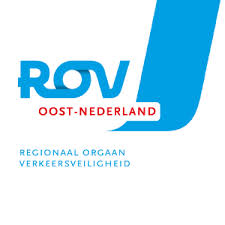 ROV
OOST-NEDERLAND
REGIONAAL ORGAAN
VERKEERSVEILIGHEID